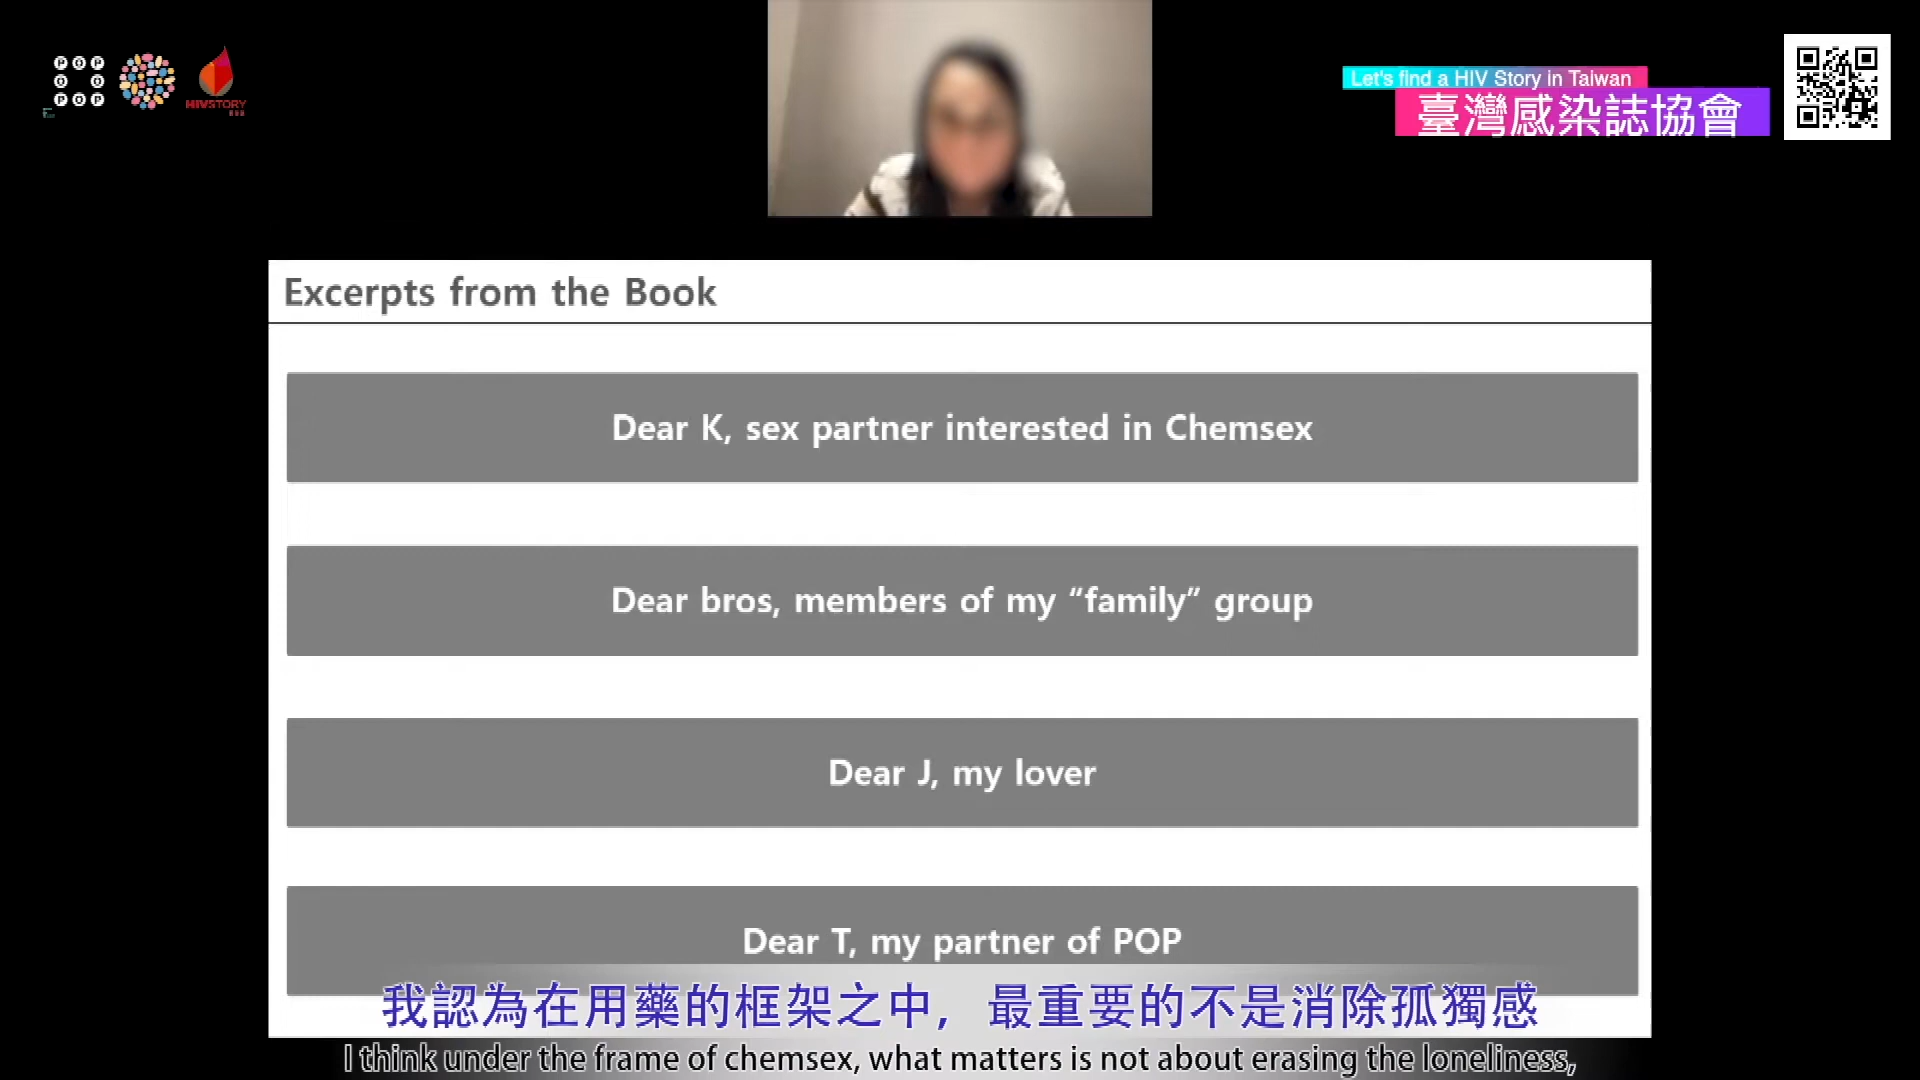 POP
O O
POP
HIVSTORY
Let's find a HIV Story in Taiwan
臺灣感染誌協會
Excerpts from the Book
Dear K, sex partner interested in Chemsex
Dear bros, members of my “family” group
Dear J, my lover
Dear T, my partner of POP
我認為在用藥的框架之中，最重要的不是消除孤獨感
I think under the frame of chemsex, what matters is not about erasing the loneliness,